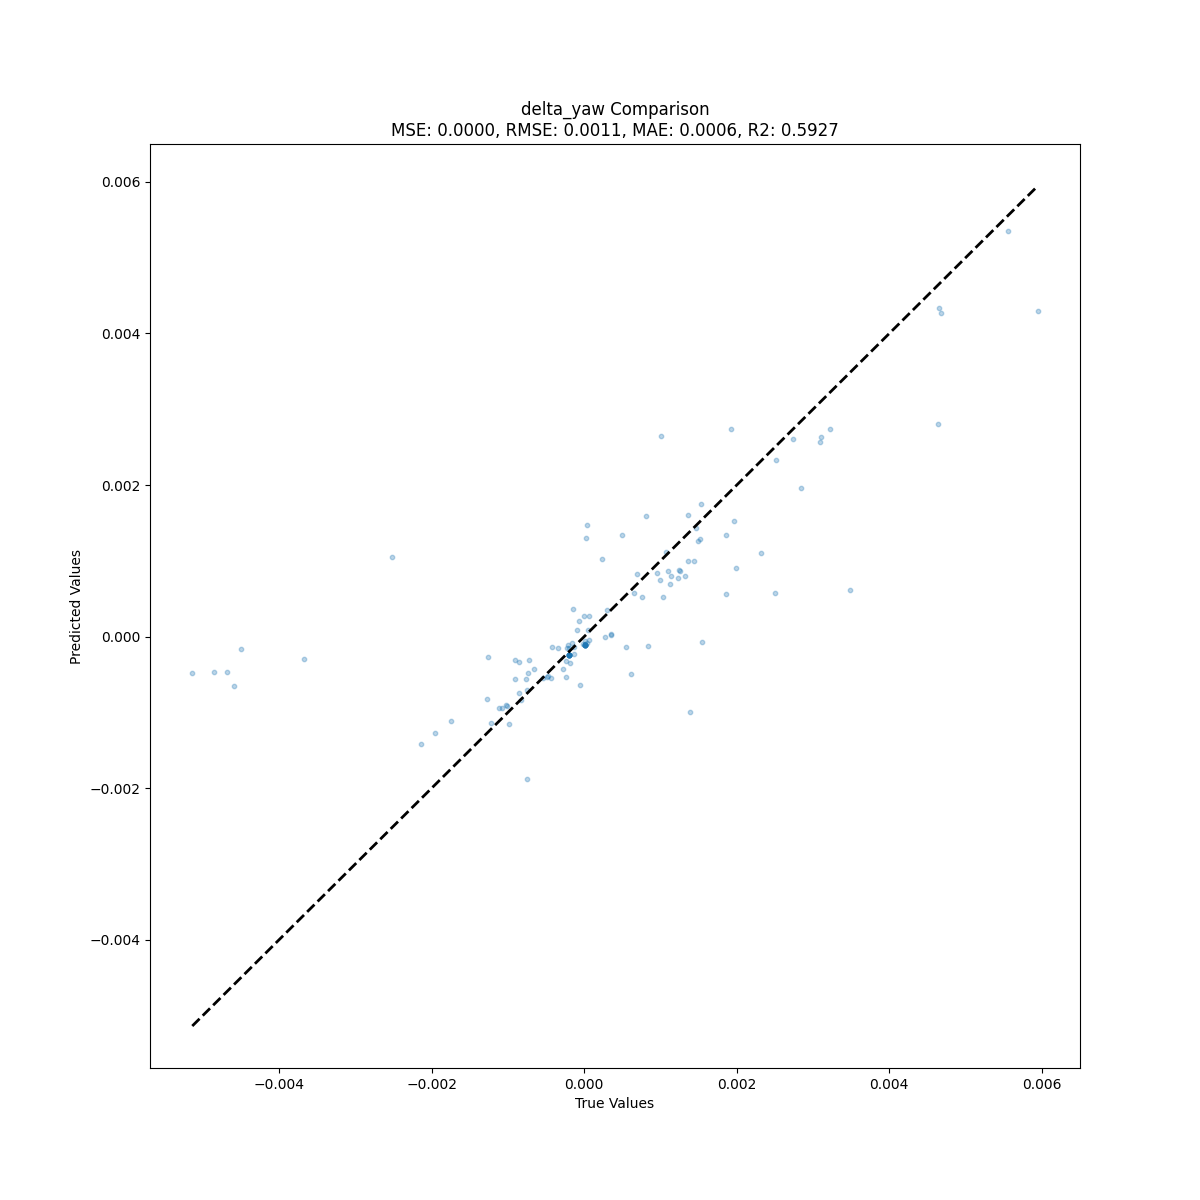 delta_yaw Comparison
MSE: 0.0000, RMSE: 0.0011, MAE: 0.0006, R2: 0.5927
0.006
0.004
0.002
0.000
−0.002
−0.004
Predicted Values
−0.004 −0.002 0.000 0.002 0.004 0.006
True Values